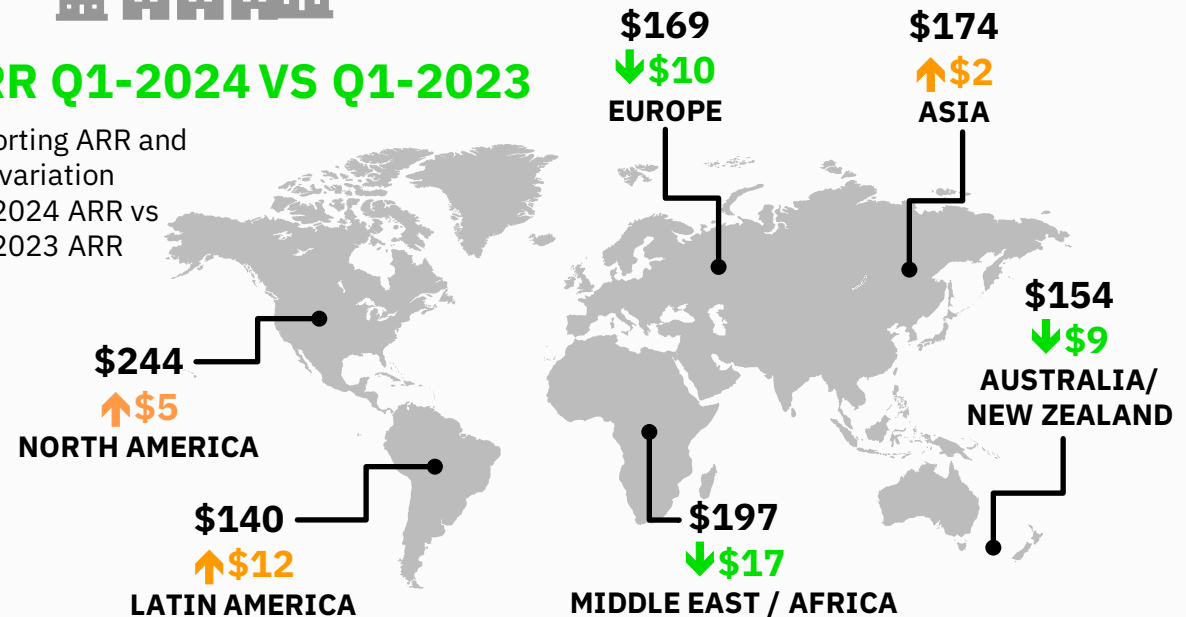 RR Q1-2024 VS Q1-2023
orting ARR and
variation
2024 ARR vs
2023 ARR
$169
$10
EUROPE
$174
$2
ASIA
$154
$9
AUSTRALIA/
NEW ZEALAND
$244
$5
NORTH AMERICA
$140
$12
LATIN AMERICA
$197
$17
MIDDLE EAST / AFRICA